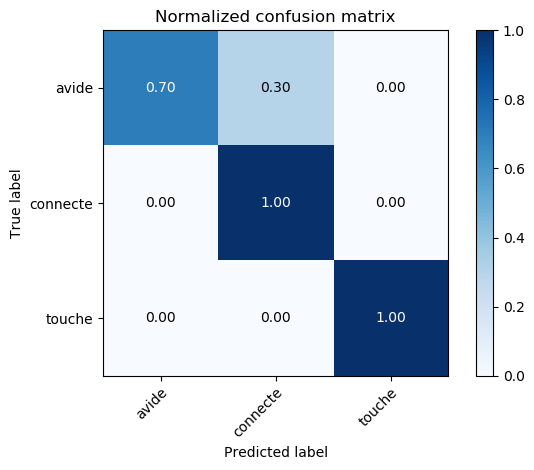 Normalized confusion matrix
avide 0.70 0.30 0.00
connecte 0.00 1.00 0.00
touche 0.00 0.00 1.00
avide connecte touche
True label
Predicted label
1.0
0.8
0.6
0.4
0.2
0.0